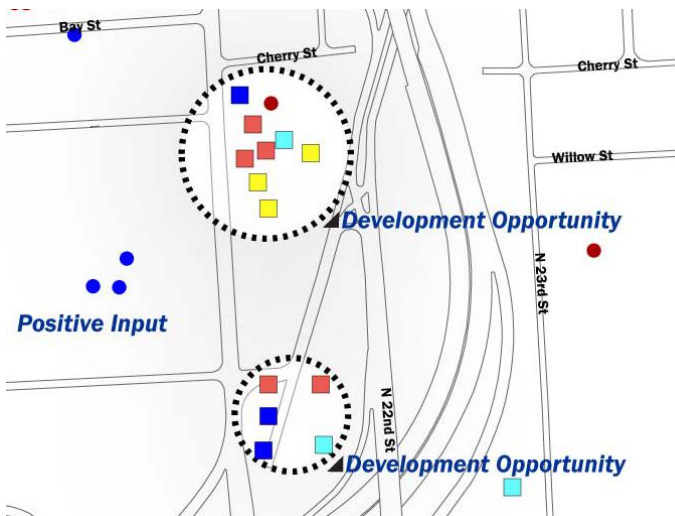 Bay St
Cherry St
Cherry St
Willow St
Development Opportunity
N 23rd St
Positive Input
N 22nd St
Development Opportunity